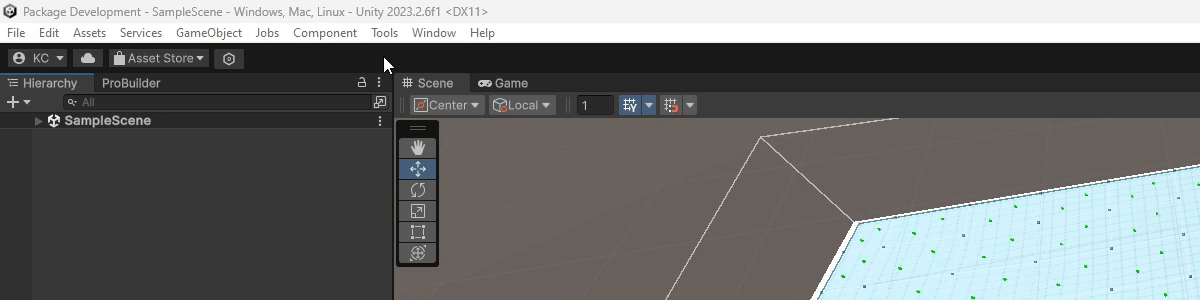 Package Development - SampleScene - Windows, Mac, Linux - Unity 2023.2.6f1 <DX11>
File Edit Assets Services GameObject Jobs Component Tools Window Help
KC Asset Store
Hierarchy ProBuilder Scene Game
All Center Local 1
SampleScene